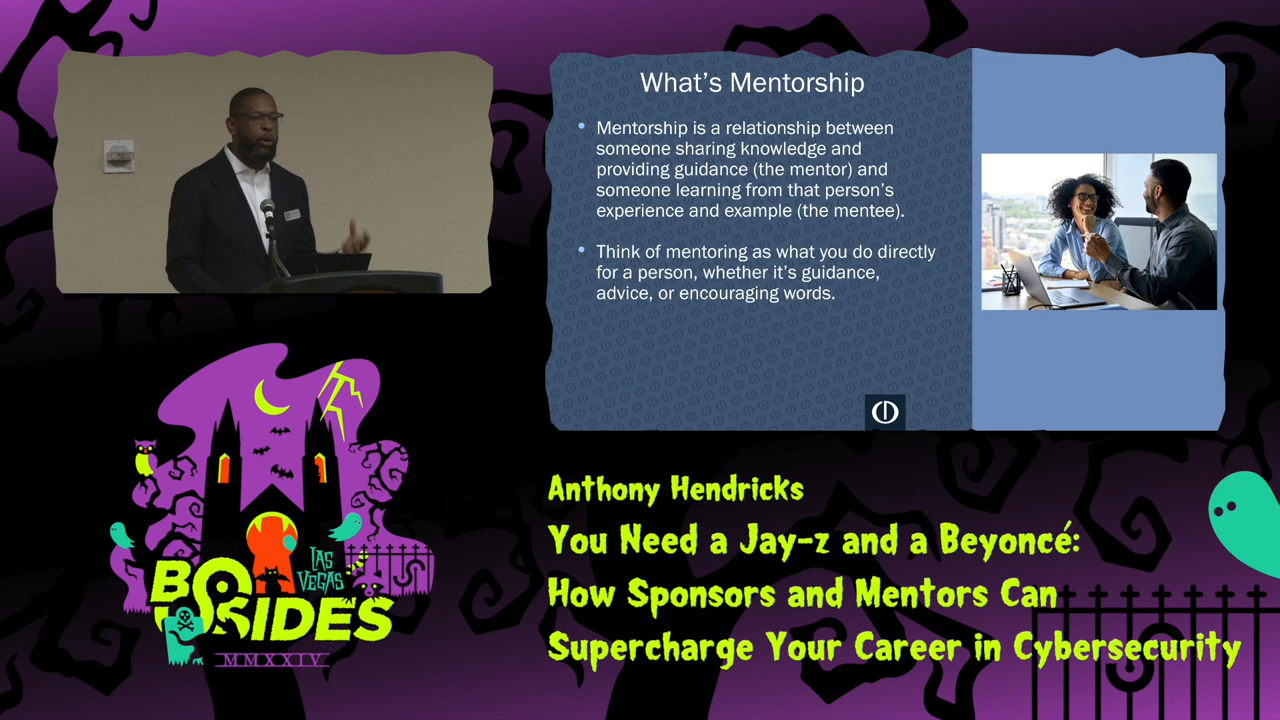 What's Mentorship
• Mentorship is a relationship between
someone sharing knowledge and
providing guidance (the mentor) and
someone learning from that person's
experience and example (the mentee).
• Think of mentoring as what you do directly
for a person, whether it's guidance,
advice, or encouraging words.
Anthony Hendricks
You Need a Jay-z and a Beyoncé:
How Sponsors and Mentors Can
Supercharge Your Career in Cybersecurity
LAS
VEGAS
BSIDES
MMXXIV